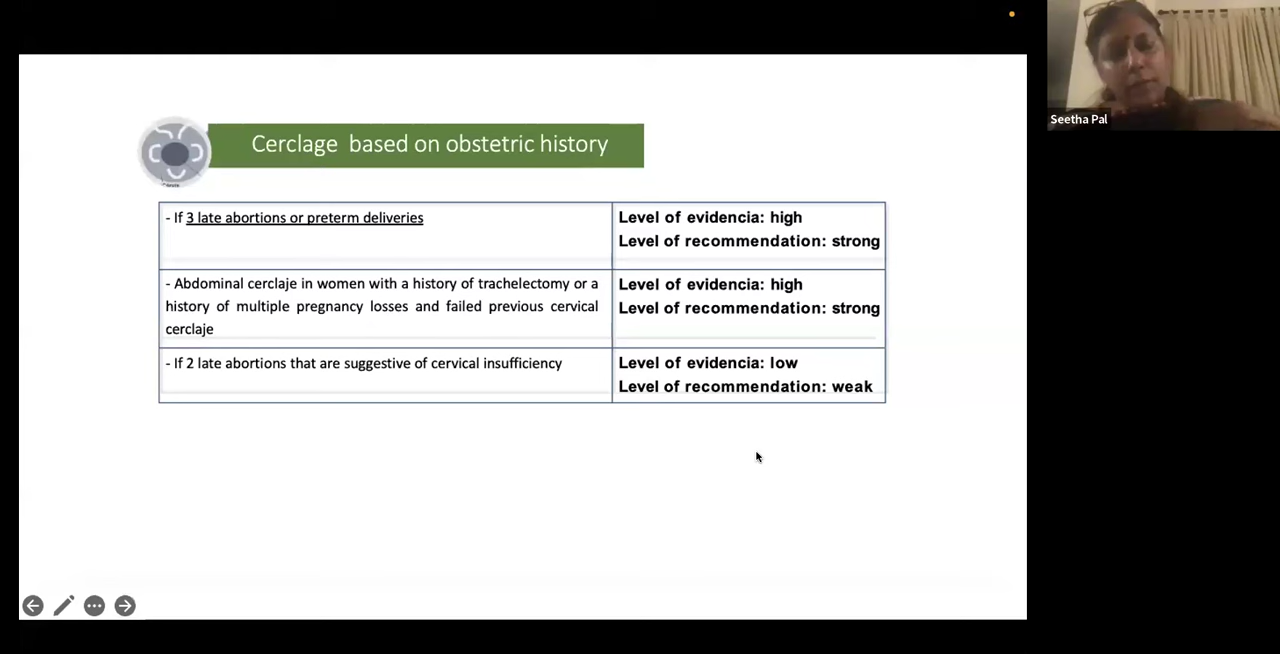 Seetha Pal
Cerclage based on obstetric history
- If 3 late abortions or preterm deliveries
Level of evidencia: high
Level of recommendation: strong
- Abdominal cerclaje in women with a history of trachelectomy or a
history of multiple pregnancy losses and failed previous cervical
cerclaje
Level of evidencia: high
Level of recommendation: strong
- If 2 late abortions that are suggestive of cervical insufficiency
Level of evidencia: low
Level of recommendation: weak